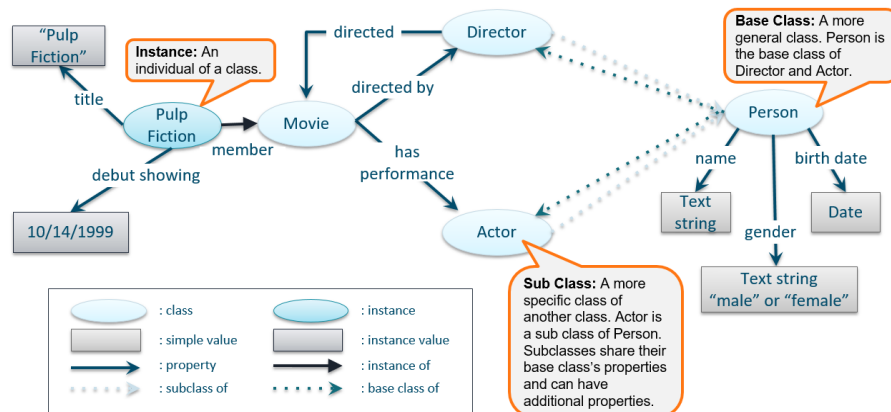 “Pulp
Fiction”
Instance: An
individual of a class.
directed
Director
Base Class: A more
general class. Person is
the base class of
Director and Actor.
title
directed by
Pulp
Fiction
Movie
Person
member
has
performance
name
birth date
debut showing
Text
string
Date
10/14/1999
Actor
gender
Text string
“male” or “female”
Sub Class: A more
specific class of
another class. Actor is
a sub class of Person.
Subclasses share their
base class’s properties
and can have
additional properties.
: class
: instance
: simple value
: instance value
: property
: instance of
: subclass of
: base class of